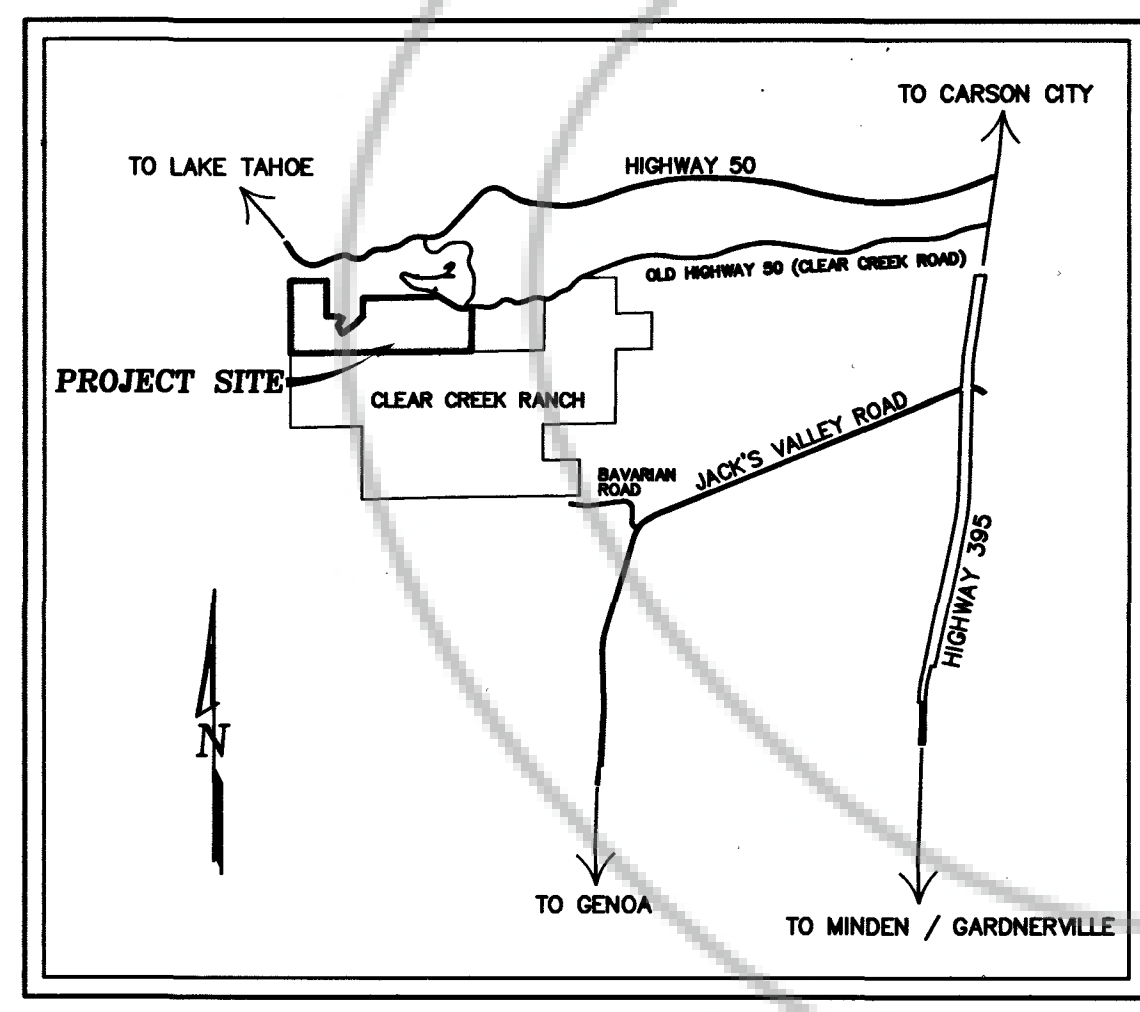 TO CARSON CITY
TO LAKE TAHOE
HIGHWAY 50
OLD HIGHWAY 50 (CLEAR CREEK ROAD)
PROJECT SITE
CLEAR CREEK RANCH
JACK'S VALLEY ROAD
BAVARIAN
ROAD
HIGHWAY 395
N
TO GENOA
TO MINDEN / GARDNERVILLE